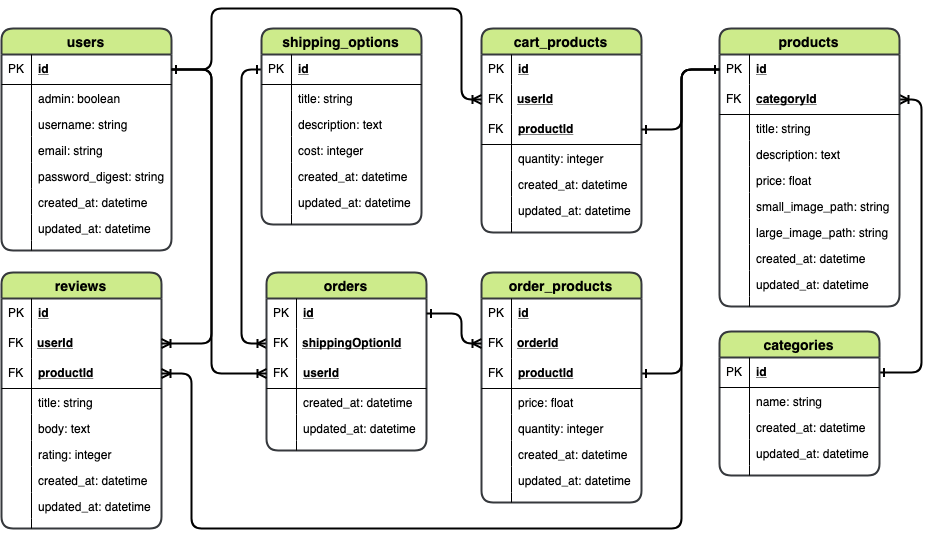 users
PK id
admin: boolean
username: string
email: string
password_digest: string
created_at: datetime
updated_at: datetime
shipping_options
PK id
title: string
description: text
cost: integer
created_at: datetime
updated_at: datetime
cart_products
PK id
FK userId
FK productId
quantity: integer
created_at: datetime
updated_at: datetime
products
PK id
FK categoryId
title: string
description: text
price: float
small_image_path: string
large_image_path: string
created_at: datetime
updated_at: datetime
reviews
PK id
FK userId
FK productId
title: string
body: text
rating: integer
created_at: datetime
updated_at: datetime
orders
PK id
FK shippingOptionId
FK userId
created_at: datetime
updated_at: datetime
order_products
PK id
FK orderId
FK productId
price: float
quantity: integer
created_at: datetime
updated_at: datetime
categories
PK id
name: string
created_at: datetime
updated_at: datetime